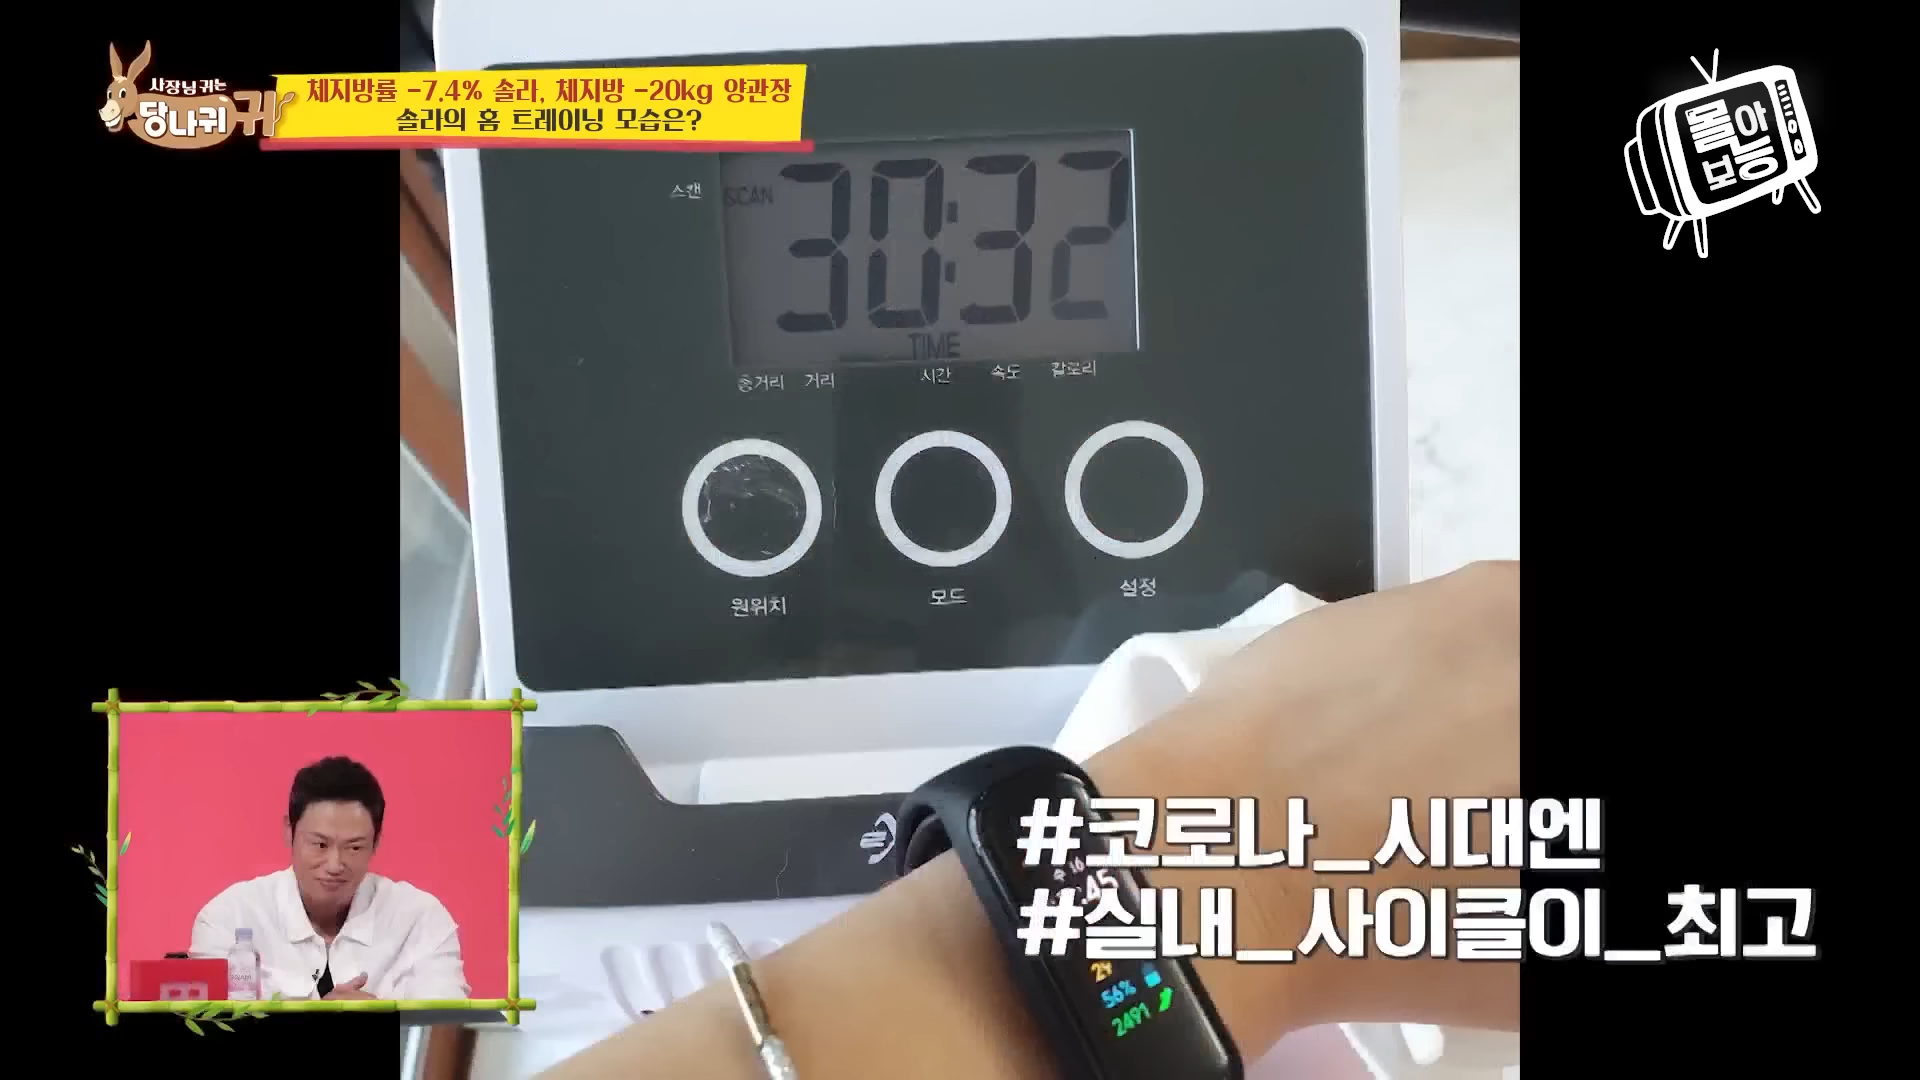 사장님 귀는
당나귀 귀
체지방률 -7.4% 솔라, 체지방 -20kg 양관장
솔라의 홈 트레이닝 모습은?
몰아
보능
스캔
SCAN
30:32
TIME
총거리 거리 시간 속도 칼로리
원위치 모드 설정
#코로나_시대엔
#실내_사이클이_최고
56%
2491